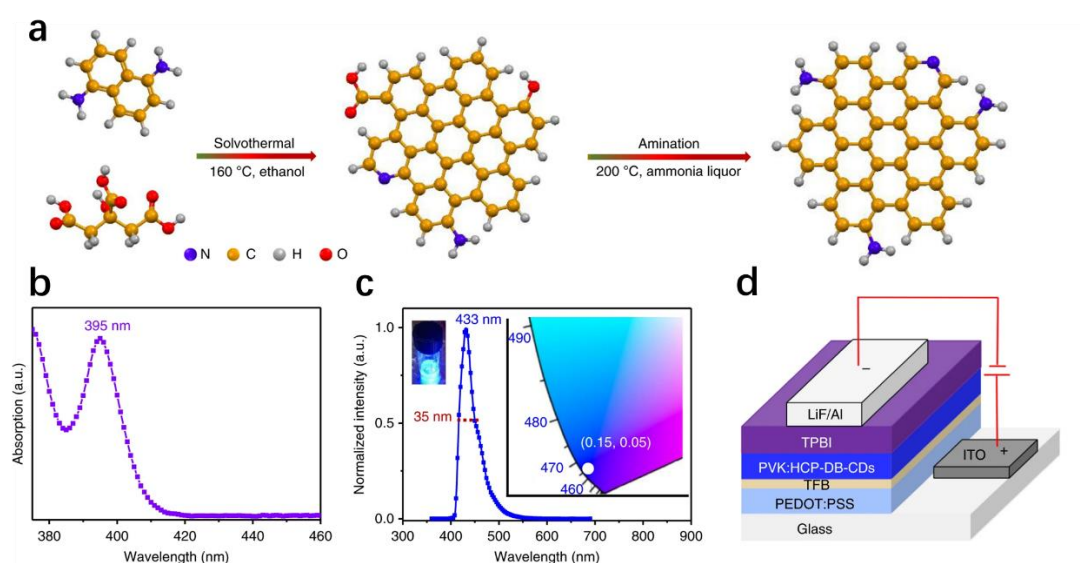 a
Solvothermal
160 °C, ethanol
Amination
200 °C, ammonia liquor
N C H O
b
395 nm
Absorption (a.u.)
380 400 420 440 460
Wavelength (nm)
c
433 nm
1.0
35 nm
0.5
0.0
Normalized intensity (a.u.)
490
480
470
460
(0.15, 0.05)
300 400 500 600 700 800 900
Wavelength (nm)
d
−
LiF/Al
TPBI
PVK:HCP-DB-CDs
TFB
PEDOT:PSS
Glass
ITO +